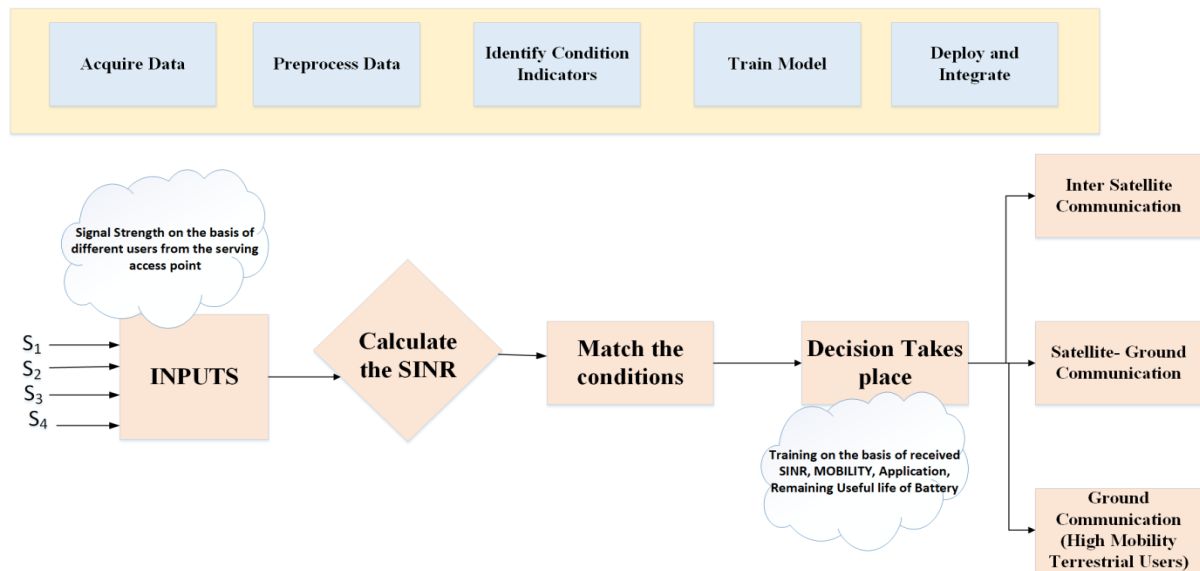 Acquire Data
Preprocess Data
Identify Condition
Indicators
Train Model
Deploy and
Integrate
Signal Strength on the basis of
different users from the serving
access point
S1
S2
S3
S4
INPUTS
Calculate
the SINR
Match the
conditions
Decision Takes
place
Training on the basis of received
SINR, MOBILITY, Application,
Remaining Useful life of Battery
Inter Satellite
Communication
Satellite- Ground
Communication
Ground
Communication
(High Mobility
Terrestrial Users)